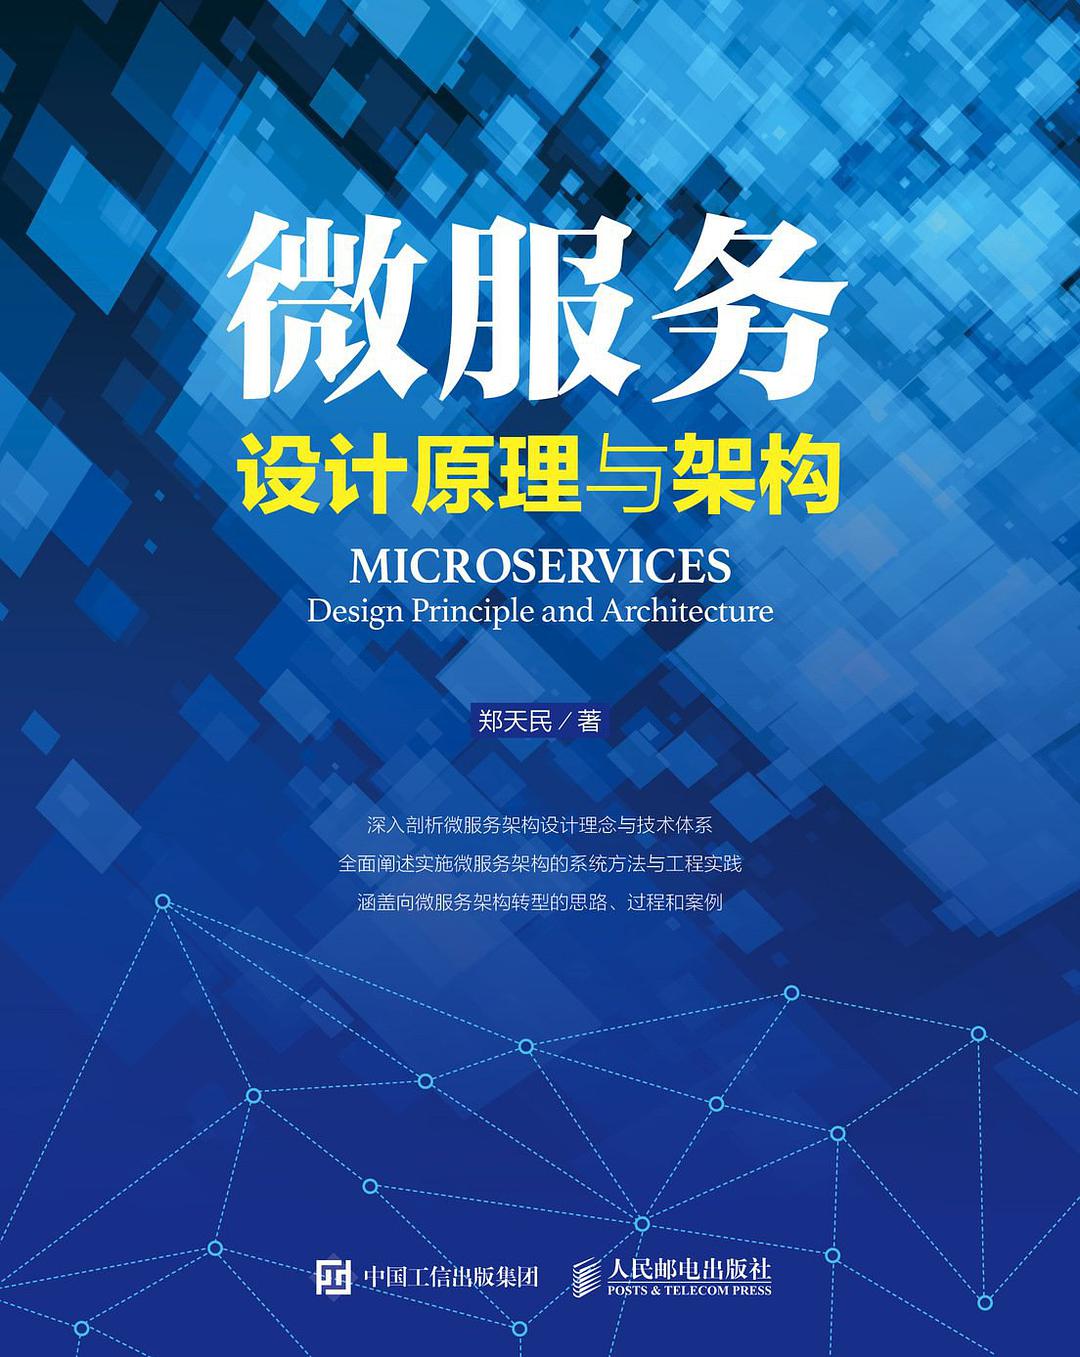 微服务
设计原理与架构
MICROSERVICES
Design Principle and Architecture
郑天民/著
深入剖析微服务架构设计理念与技术体系
全面阐述实施微服务架构的系统方法与工程实践
涵盖向微服务架构转型的思路、过程和案例
中国工信出版集团
人民邮电出版社
POSTS & TELECOM PRESS